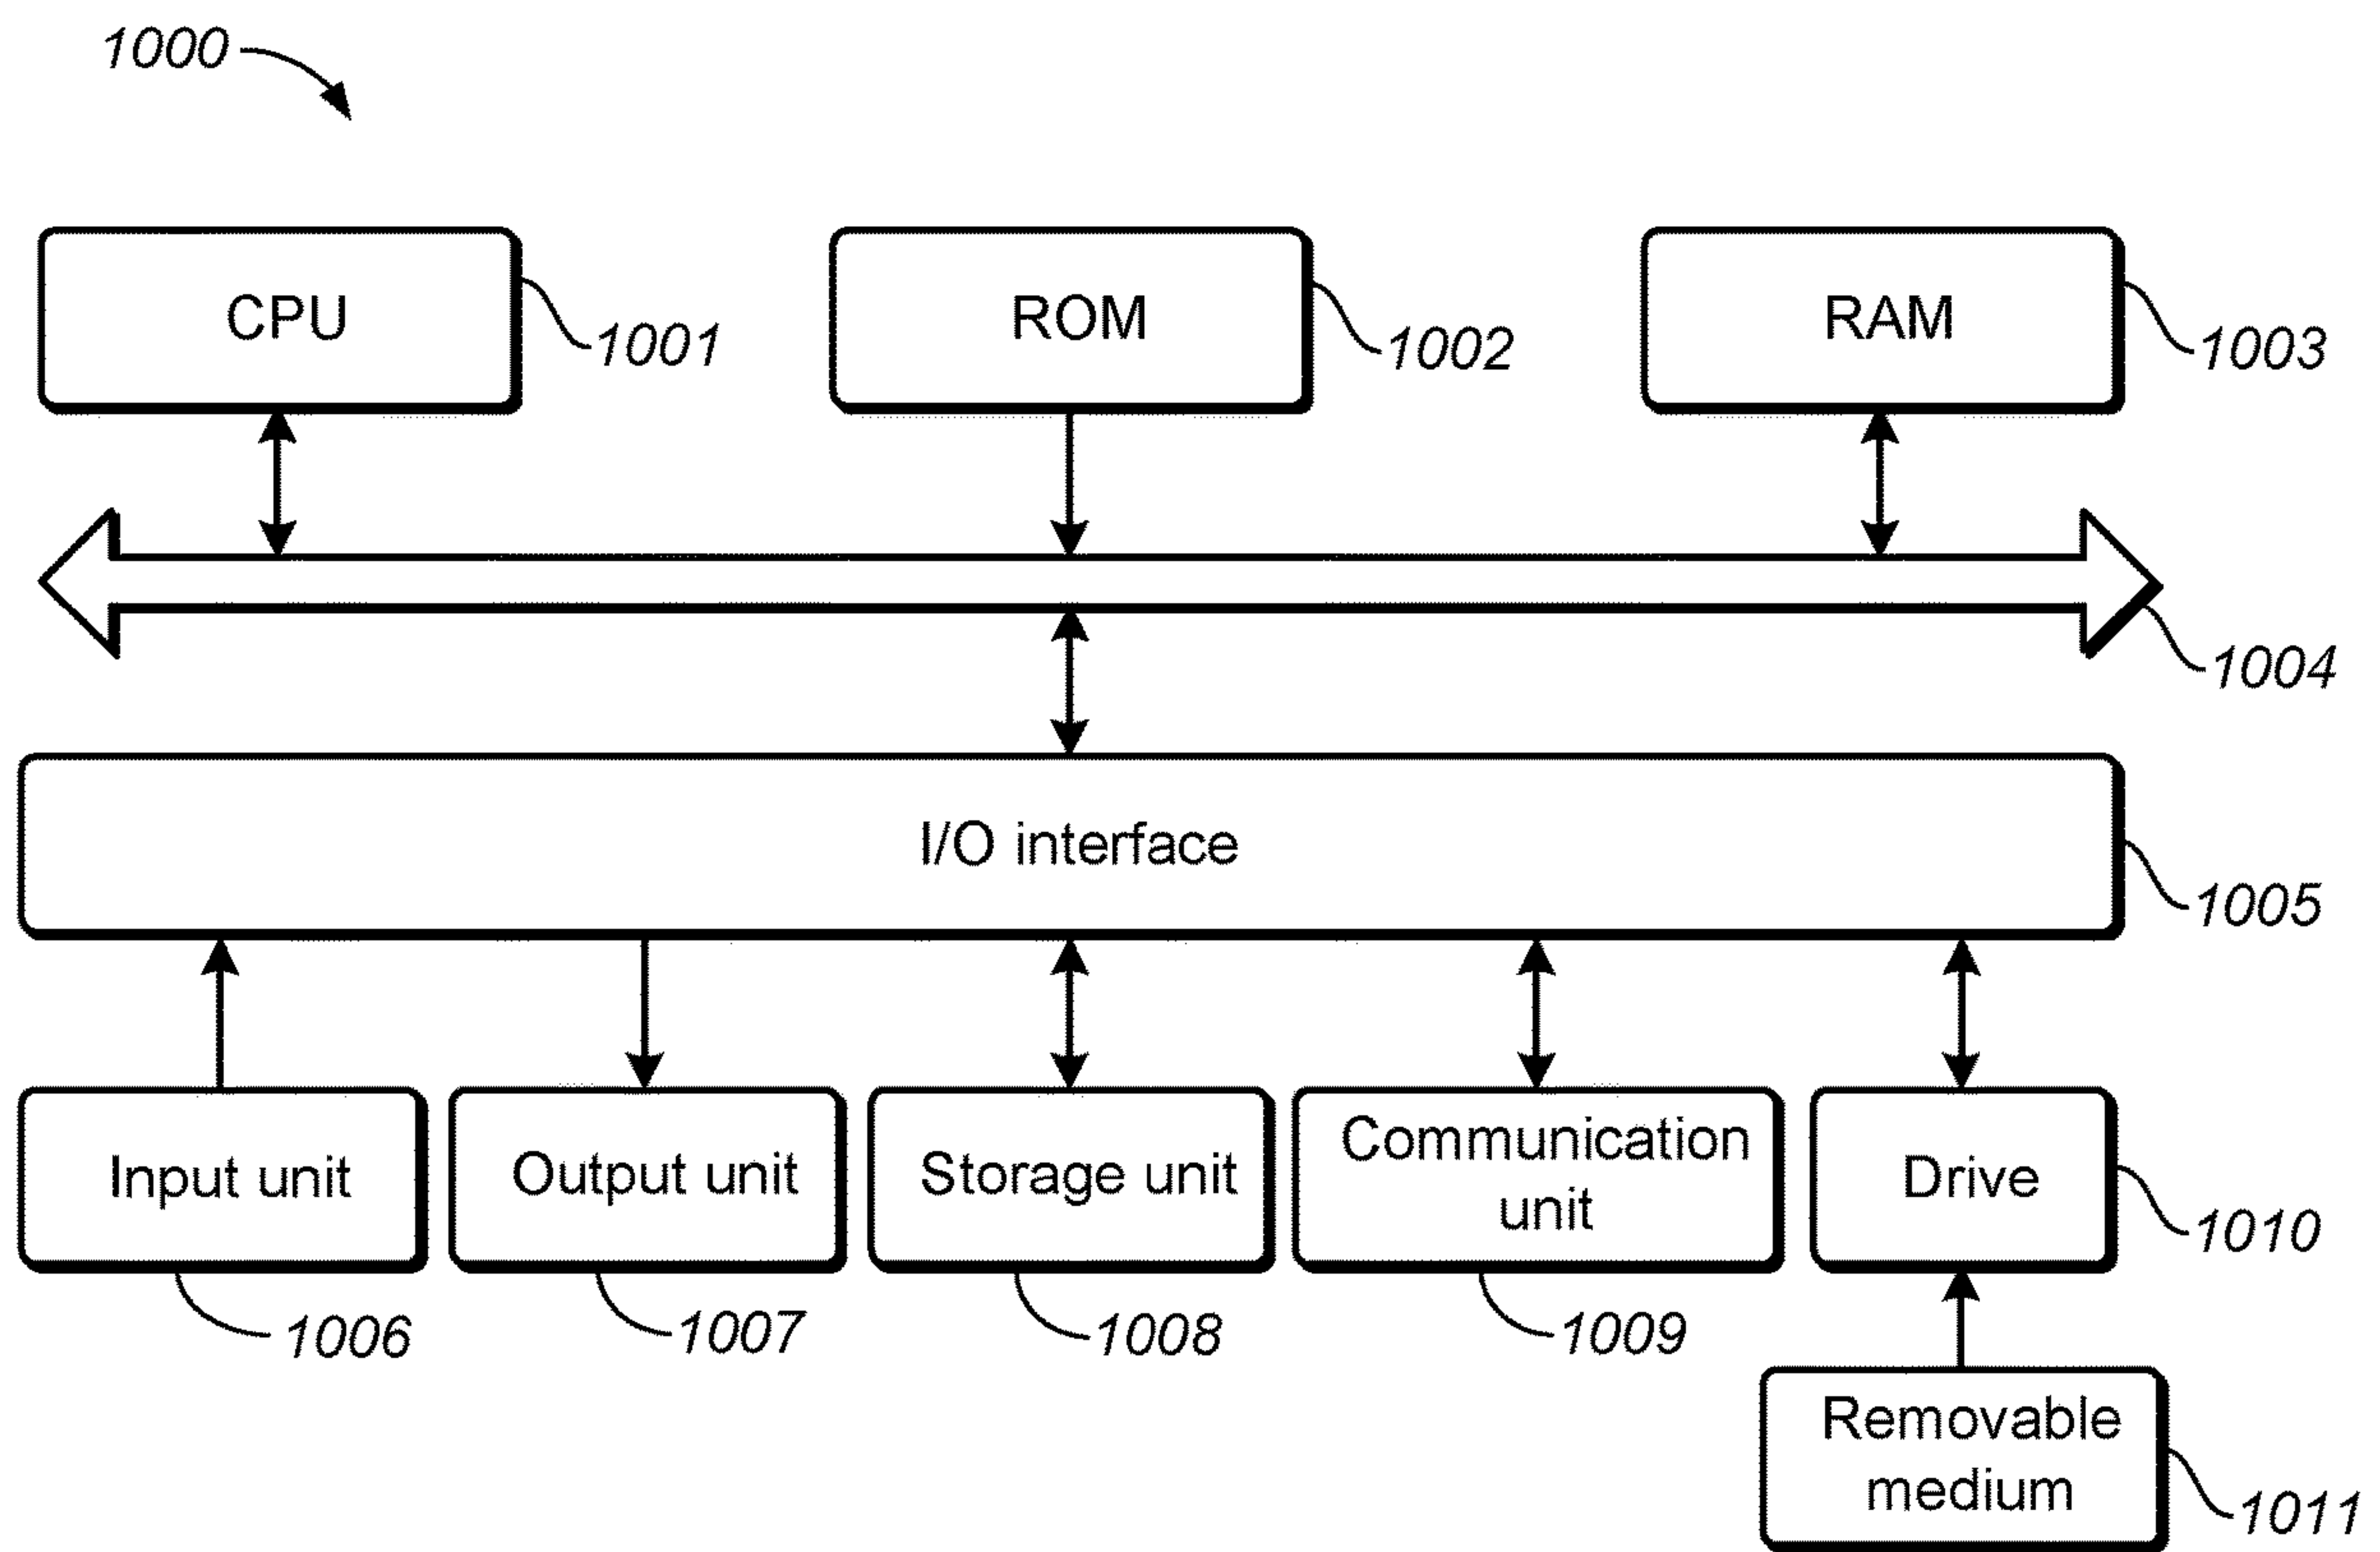 1000
CPU
1001
ROM
1002
RAM
1003
1004
I/O interface
1005
Input unit
1006
Output unit
1007
Storage unit
1008
Communication
unit
1009
Drive
1010
Removable
medium
1011